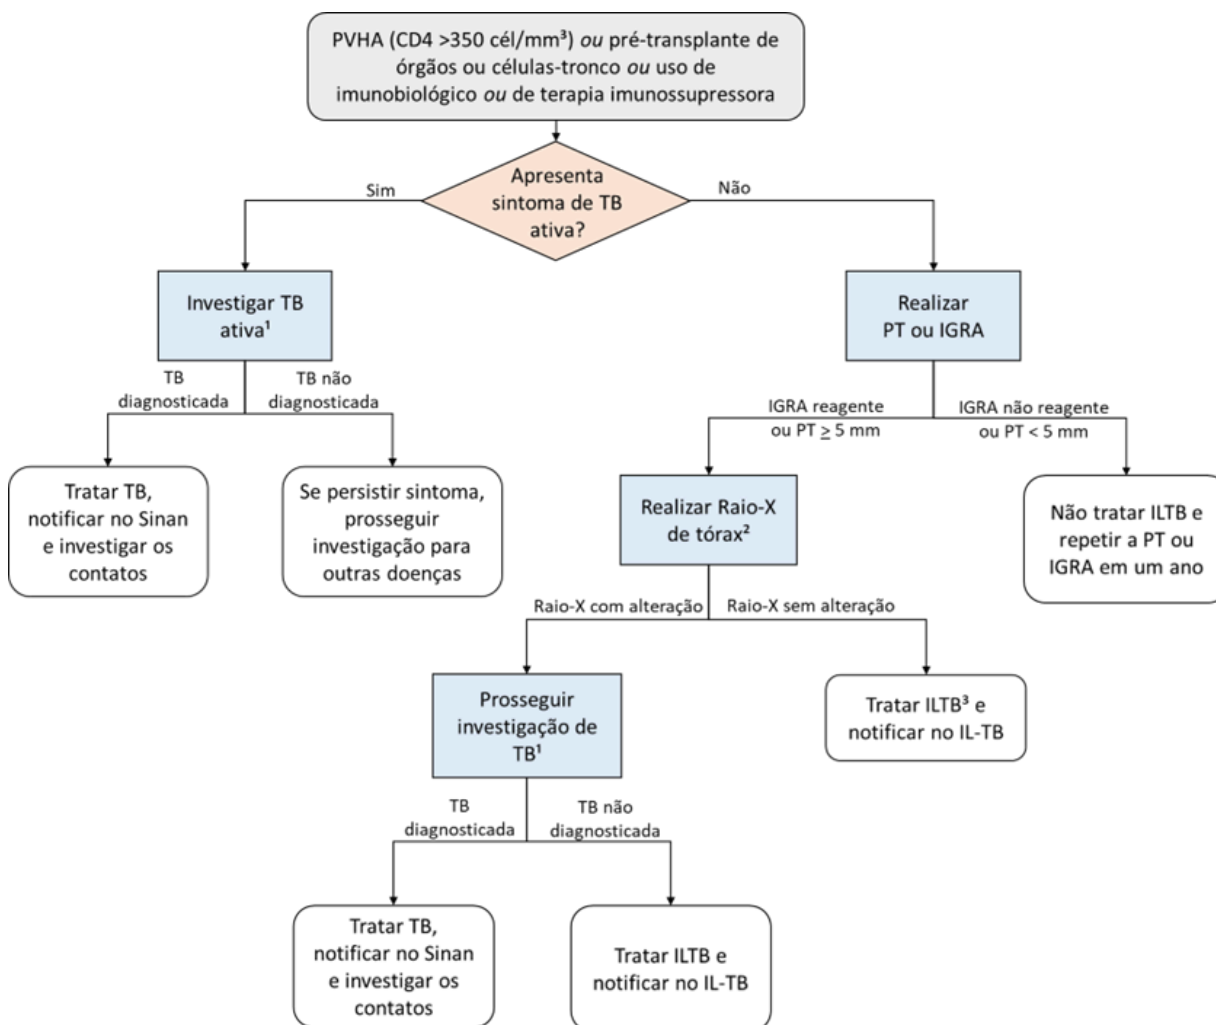 PVHA (CD4 >350 cél/mm³) ou pré-transplante de
órgãos ou células-tronco ou uso de
imunobiológico ou de terapia imunossupressora
Apresenta
sintoma de TB
ativa?
Sim
Não
Investigar TB
ativa¹
Realizar
PT ou IGRA
TB
diagnosticada
TB não
diagnosticada
IGRA reagente
ou PT ≥ 5 mm
IGRA não reagente
ou PT < 5 mm
Tratar TB,
notificar no Sinan
e investigar os
contatos
Se persistir sintoma,
prosseguir
investigação para
outras doenças
Realizar Raio-X
de tórax²
Não tratar ILTB e
repetir a PT ou
IGRA em um ano
Raio-X com alteração
Raio-X sem alteração
Prosseguir
investigação de
TB¹
Tratar ILTB³ e
notificar no IL-TB
TB
diagnosticada
TB não
diagnosticada
Tratar TB,
notificar no Sinan
e investigar os
contatos
Tratar ILTB e
notificar no IL-TB